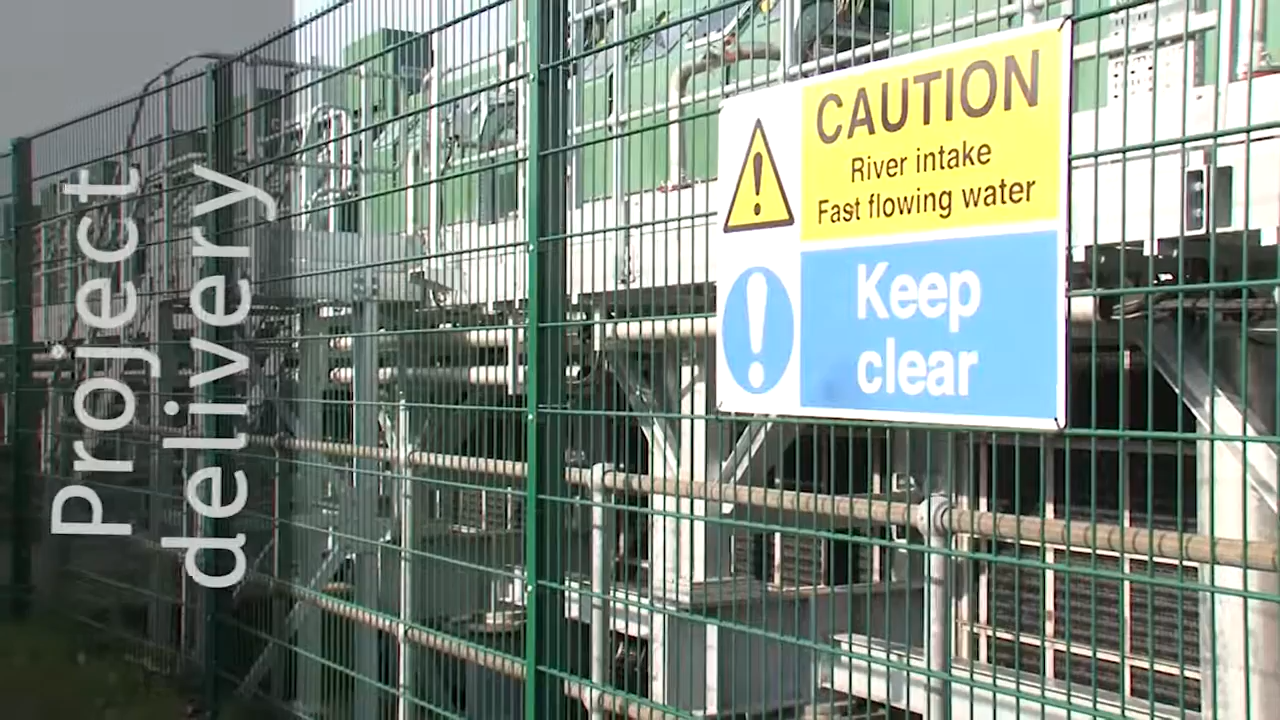 Project
delivery
CAUTION
River intake
Fast flowing water
Keep
clear